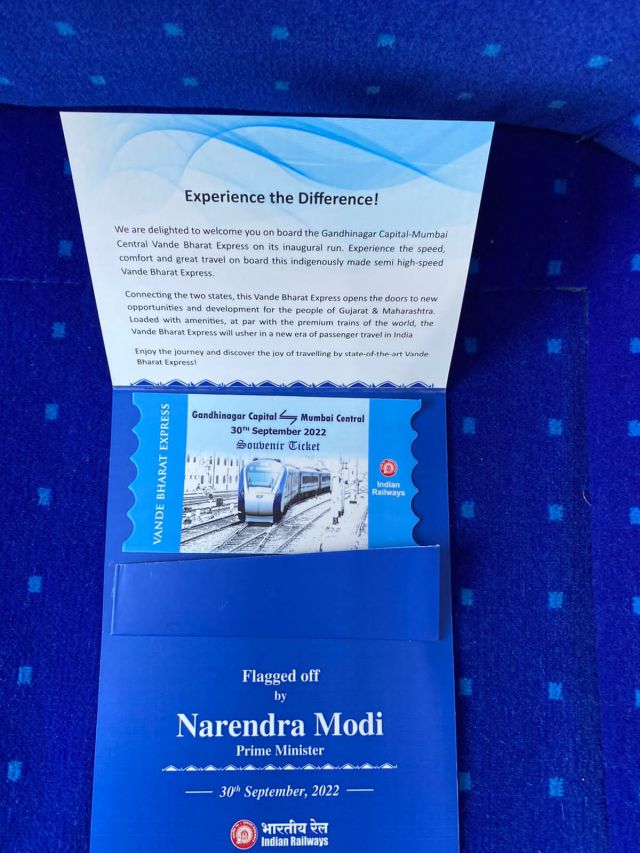 Experience the Difference!
We are delighted to welcome you on board the Gandhinagar Capital-Mumbai
Central Vande Bharat Express on its inaugural run. Experience the speed,
comfort and great travel on board this indigenously made semi high-speed
Vande Bharat Express.
Connecting the two states, this Vande Bharat Express opens the doors to new
opportunities and development for the people of Gujarat & Maharashtra.
Loaded with amenities, at par with the premium trains of the world, the
Vande Bharat Express will usher in a new era of passenger travel in India
Enjoy the journey and discover the joy of travelling by state-of-the-art Vande
Bharat Express!
VANDE BHARAT EXPRESS
Gandhinagar Capital Mumbai Central
30TH September 2022
Souvenir Ticket
Indian
Railways
Flagged off
by
Narendra Modi
Prime Minister
30th September, 2022
भारतीय रेल
Indian Railways